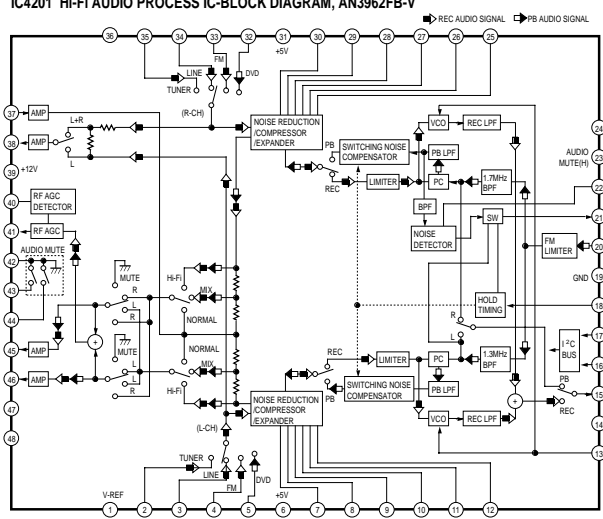 IC4201 HI-FI AUDIO PROCESS IC-BLOCK DIAGRAM, AN3962FB-V
REC AUDIO SIGNAL PB AUDIO SIGNAL
36 35 34 33 32 31 30 29 28 27 26 25
+5V
LINE FM DVD
TUNER
(R-CH)
37 AMP L+R
38 AMP
L
39 +12V
40 RF AGC
DETECTOR
41 RF AGC
42 AUDIO MUTE
43
44
45 AMP
46 AMP
47
48
MUTE
R
L
R
Hi-Fi
MIX
NORMAL
+
MUTE
L
L
R
NORMAL
MIX
Hi-Fi
NOISE REDUCTION
/COMPRESSOR
/EXPANDER
PB
REC
SWITCHING NOISE
COMPENSATOR
LIMITER
VCO
REC LPF
PB LPF
PC
1.7MHz
BPF
BPF
NOISE
DETECTOR
SW
FM
LIMITER
HOLD
TIMING
R
L
I2C
BUS
REC
PB
LIMITER
PC
1.3MHz
BPF
SWITCHING NOISE
COMPENSATOR
PB LPF
VCO
REC LPF
+
PB
REC
NOISE REDUCTION
/COMPRESSOR
/EXPANDER
(L-CH)
TUNER
LINE
FM
DVD
24
AUDIO
MUTE(H)
23
22
21
20
GND 19
18
17
16
15
14
13
V-REF
+5V
1 2 3 4 5 6 7 8 9 10 11 12